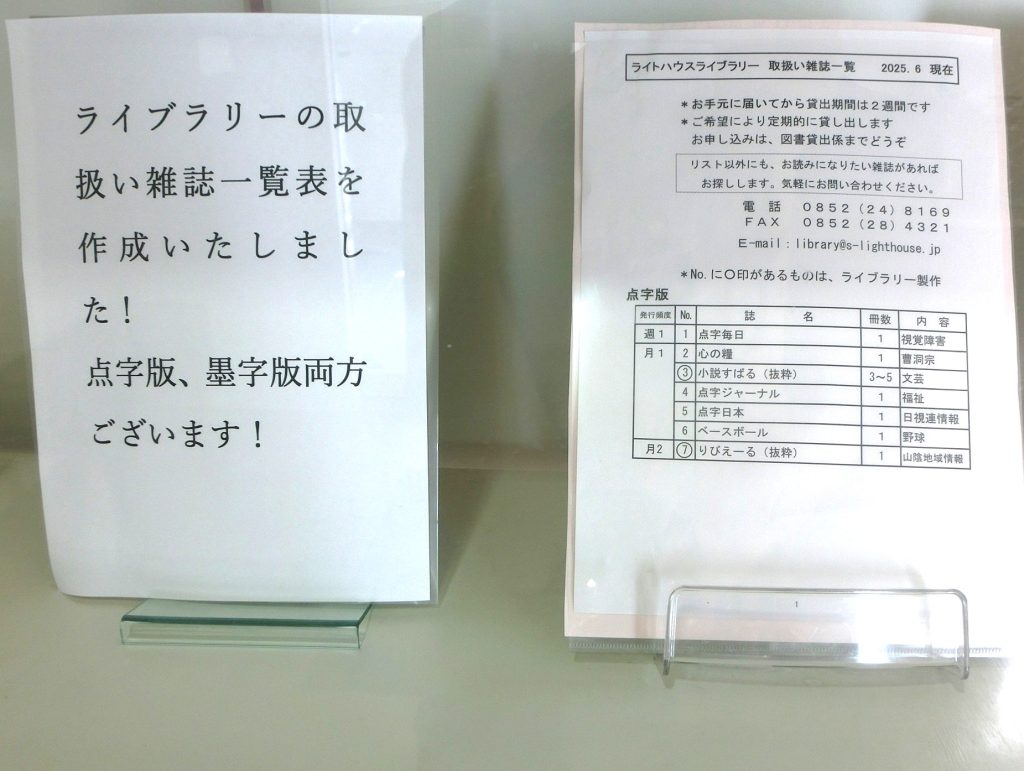 ライブラリーの取
扱い雑誌一覧表を
作成いたしまし
た！
点字版、墨字版両方
ございます！
ライトハウスライブラリー 取扱い雑誌一覧 2025.6 現在
＊お手元に届いてから貸出期間は２週間です
＊ご希望により定期的に貸し出します
お申し込みは、図書貸出係までどうぞ
リスト以外にも、お読みになりたい雑誌があれば
お探しします。気軽にお問い合わせください。
電 話 ０８５２（２４）８１６９
ＦＡＸ ０８５２（２８）４３２１
Ｅ-mail：library@s-lighthouse.jp
＊No.に〇印があるものは、ライブラリー製作
点字版
発行頻度 No. 誌 名 冊数 内 容
週１ 1 点字毎日 1 視覚障害
月１ 2 心の糧 1 曹洞宗
③ 小説すばる（抜粋） 3～5 文芸
4 点字ジャーナル 1 福祉
5 点字日本 1 日視連情報
6 ベースボール 1 野球
月2 ⑦ りびえーる（抜粋） 1 山陰地域情報
1